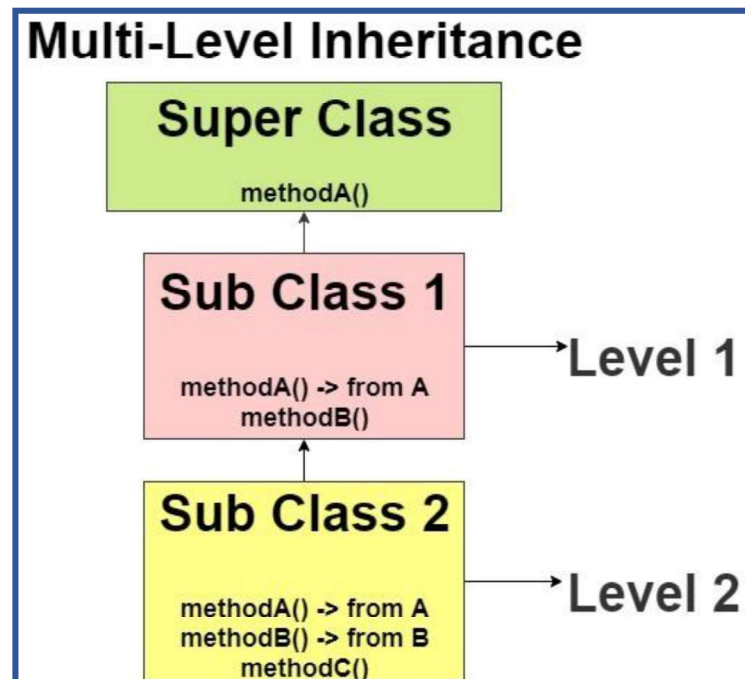 Multi-Level Inheritance
Super Class
methodA()
Sub Class 1
methodA() -> from A
methodB()
Level 1
Sub Class 2
methodA() -> from A
methodB() -> from B
methodC()
Level 2